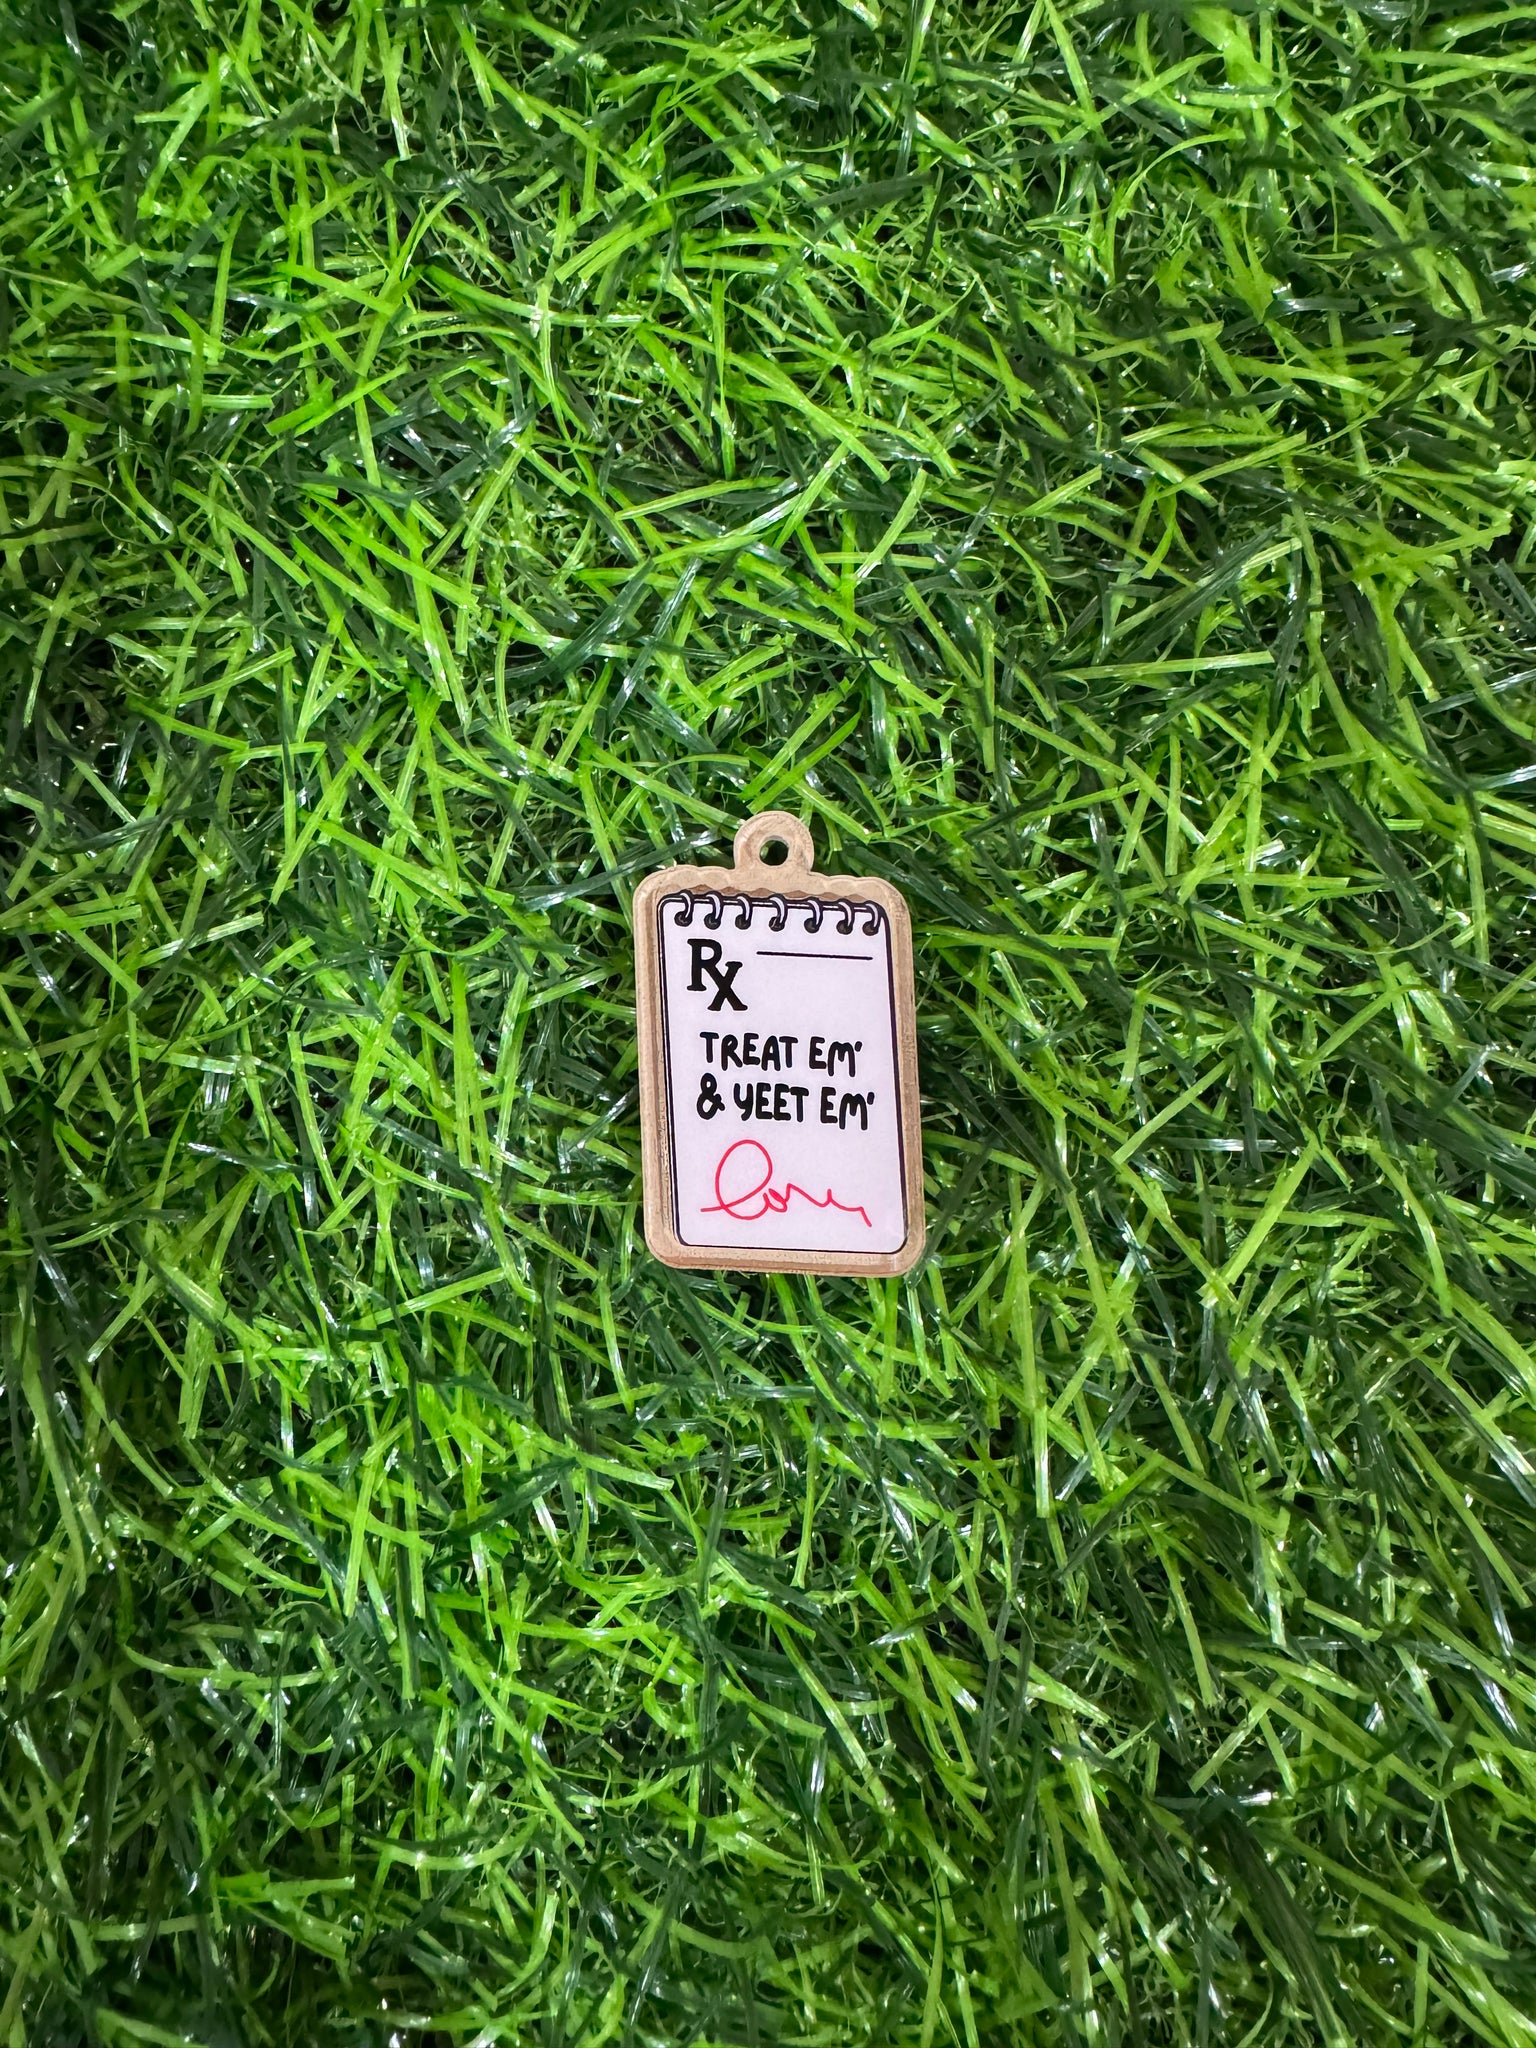 Rx
TREAT EM'
& YEET EM'